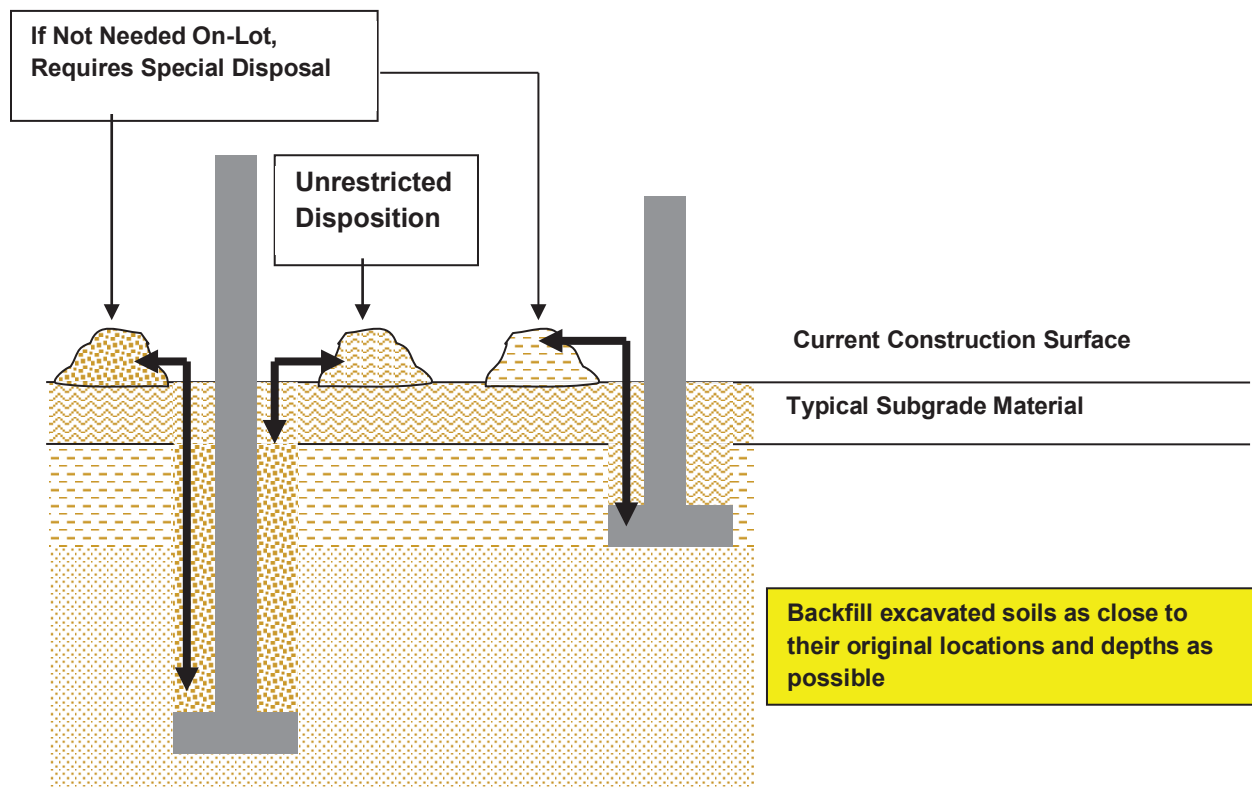 If Not Needed On-Lot,
Requires Special Disposal
Unrestricted
Disposition
Current Construction Surface
Typical Subgrade Material
Backfill excavated soils as close to
their original locations and depths as
possible